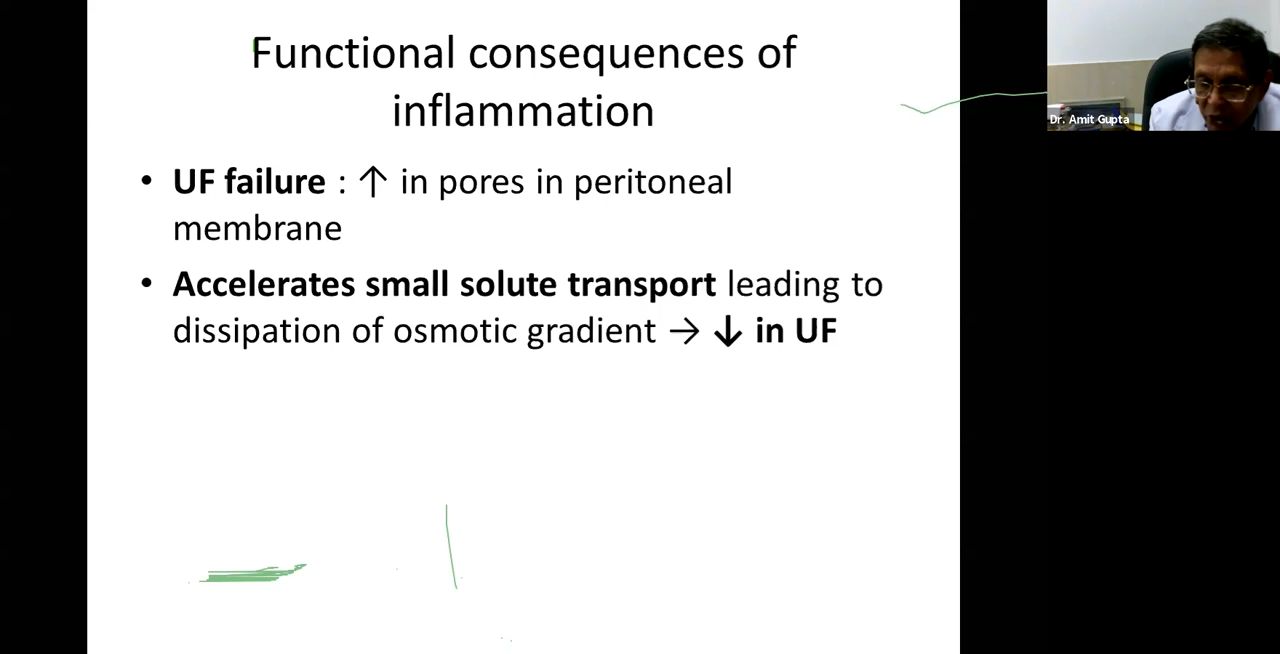 Functional consequences of
inflammation
• UF failure : ↑ in pores in peritoneal
membrane
• Accelerates small solute transport leading to
dissipation of osmotic gradient → ↓ in UF
Dr. Amit Gupta